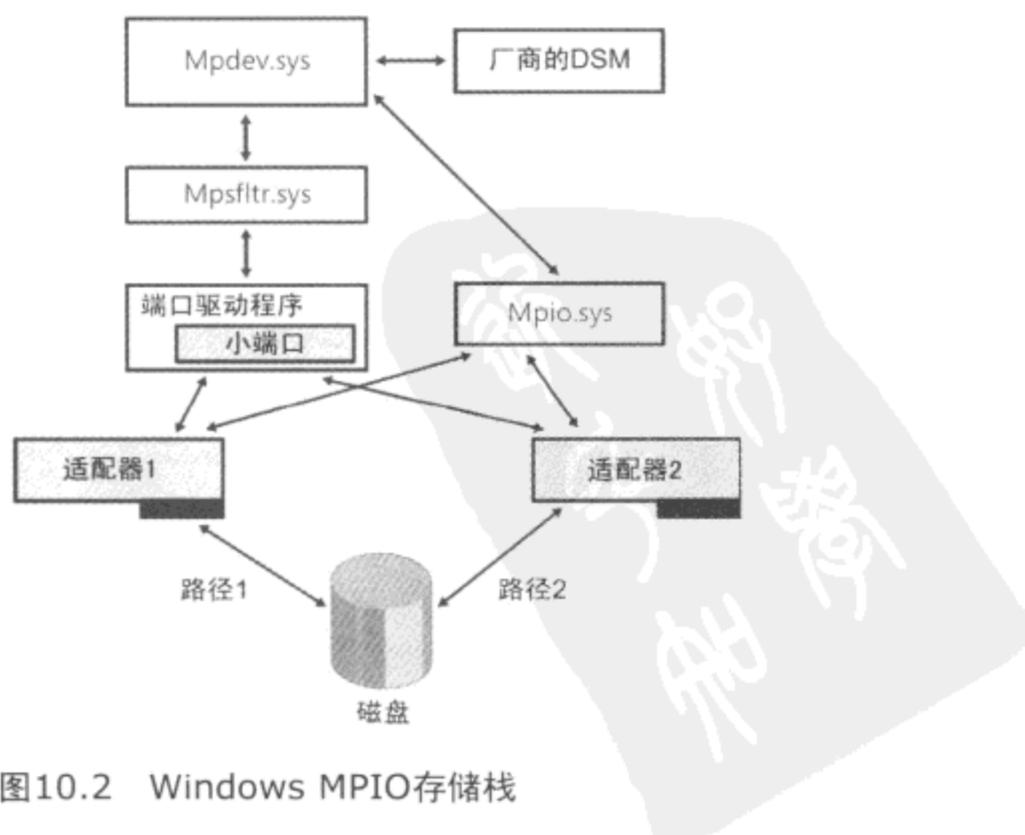 Mpdev.sys
厂商的DSM
Mpsfltr.sys
端口驱动程序
小端口
Mpio.sys
适配器1
适配器2
路径1
路径2
磁盘
图10.2 Windows MPIO存储栈